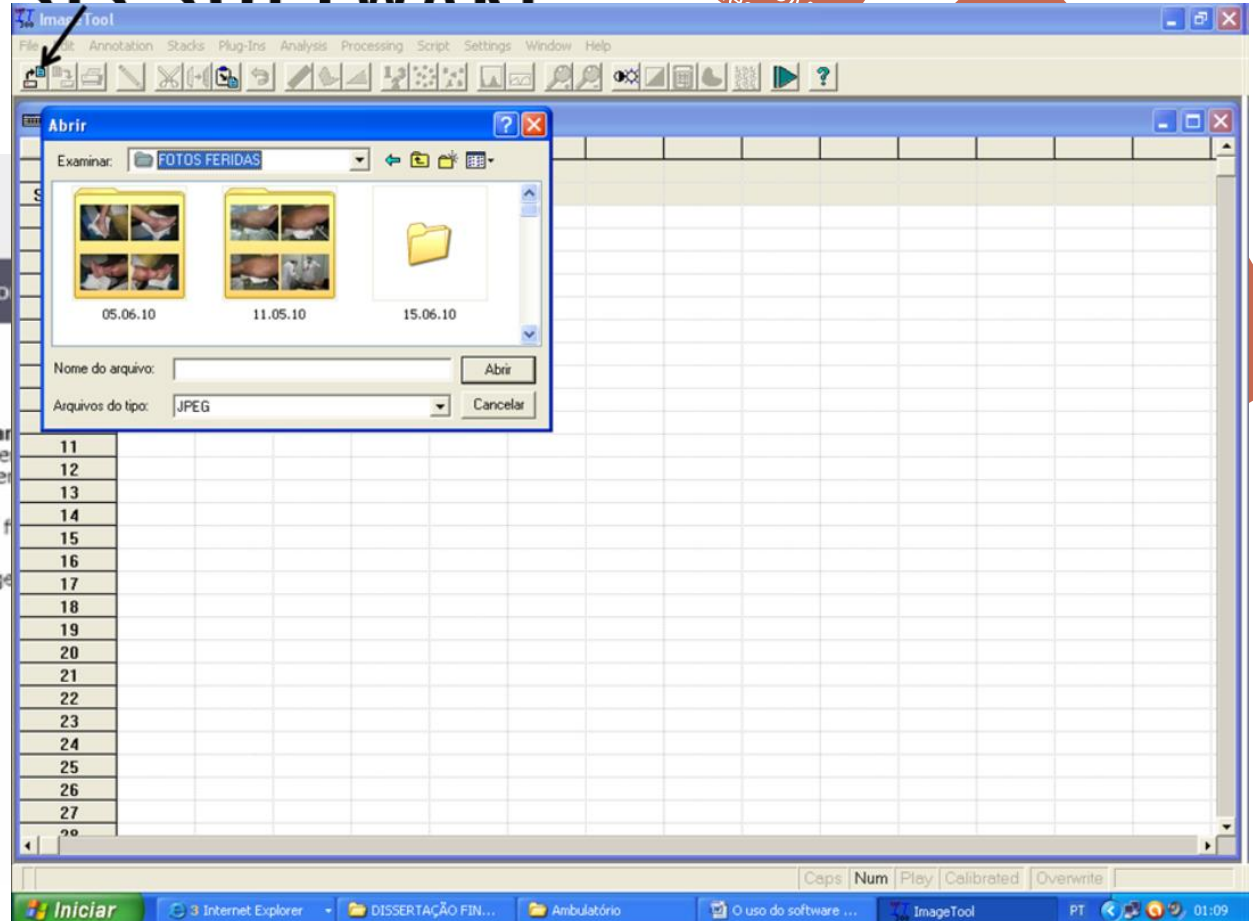 ImageTool
File Edit Annotation Stacks Plug-Ins Analysis Processing Script Settings Window Help
Abrir
Examinar: FOTOS FERIDAS
05.06.10 11.05.10 15.06.10
Nome do arquivo: Abrir
Arquivos do tipo: JPEG Cancelar
11
12
13
14
15
16
17
18
19
20
21
22
23
24
25
26
27
28
Caps Num Play Calibrated Overwrite
Iniciar 3 Internet Explorer DISSERTAÇÃO FIN... Ambulatório O uso do software ... ImageTool PT 01:09